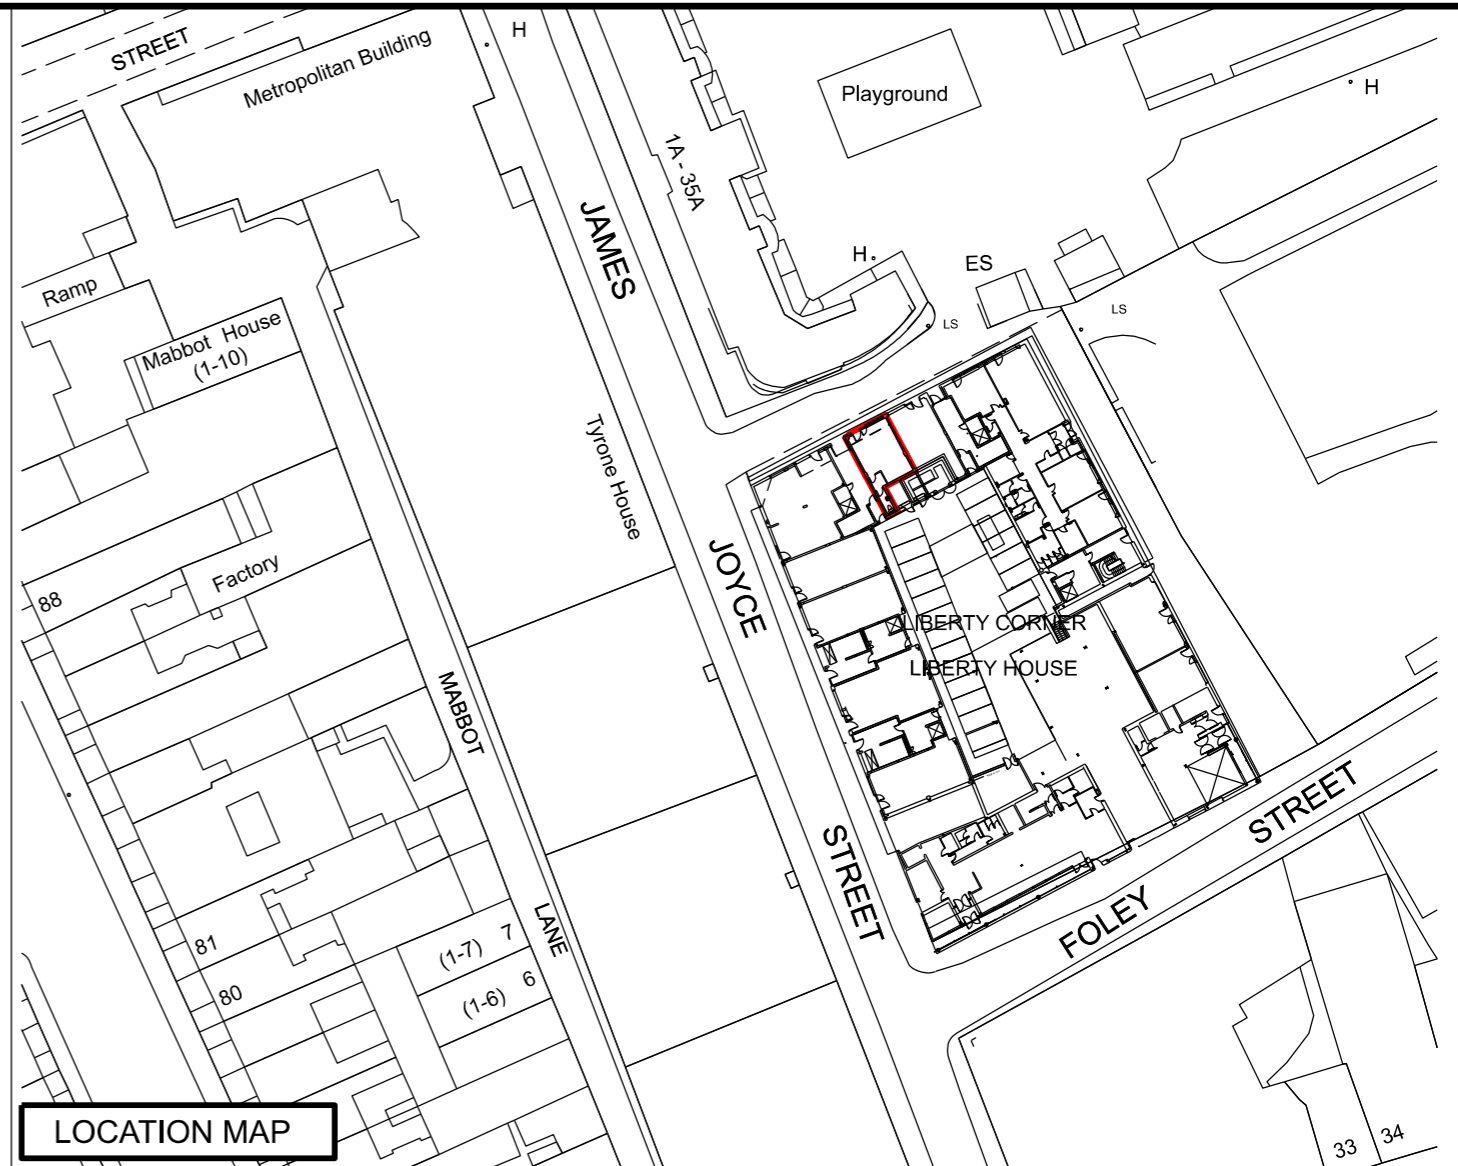 STREET
Metropolitan Building
H
Playground
H
1A - 35A
JAMES
H
ES
LS
LS
Ramp
Mabbot House
(1-10)
Tyrone House
JOYCE
Factory
88
LIBERTY CORNER
LIBERTY HOUSE
MABBOT
STREET
STREET
FOLEY
LANE
81
80
(1-7) 7
(1-6) 6
33
34
LOCATION MAP